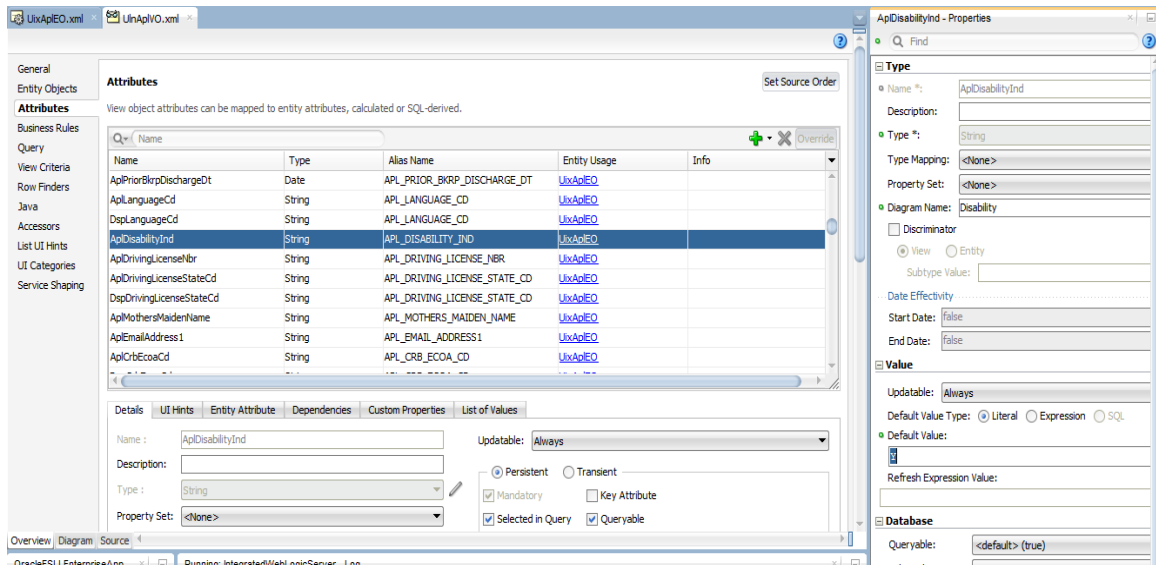 UixAplEO.xml UlnAplVO.xml
General
Entity Objects
Attributes
Business Rules
Query
View Criteria
Row Finders
Java
Accessors
List UI Hints
UI Categories
Service Shaping
Attributes
Set Source Order
View object attributes can be mapped to entity attributes, calculated or SQL-derived.
Name
Override
Name Type Alias Name Entity Usage Info
AplPriorBkrpDischargeDt Date APL_PRIOR_BKRP_DISCHARGE_DT UixAplEO
AplLanguageCd String APL_LANGUAGE_CD UixAplEO
DspLanguageCd String APL_LANGUAGE_CD UixAplEO
AplDisabilityInd String APL_DISABILITY_IND UixAplEO
AplDrivingLicenseNbr String APL_DRIVING_LICENSE_NBR UixAplEO
AplDrivingLicenseStateCd String APL_DRIVING_LICENSE_STATE_CD UixAplEO
DspDrivingLicenseStateCd String APL_DRIVING_LICENSE_STATE_CD UixAplEO
AplMothersMaidenName String APL_MOTHERS_MAIDEN_NAME UixAplEO
AplEmailAddress1 String APL_EMAIL_ADDRESS1 UixAplEO
AplCrbEcoaCd String APL_CRB_ECOA_CD UixAplEO
Details UI Hints Entity Attribute Dependencies Custom Properties List of Values
Name : AplDisabilityInd
Description:
Type : String
Property Set: <None>
Updatable: Always
Persistent Transient
Mandatory Key Attribute
Selected in Query Queryable
Overview Diagram Source
OracleFSLLEnterpriseApp
Running: IntegratedWebLogicServer - Log
AplDisabilityInd - Properties
Find
Type
Name *: AplDisabilityInd
Description:
Type *: String
Type Mapping: <None>
Property Set: <None>
Diagram Name: Disability
Discriminator
View Entity
Subtype Value:
Date Effectivity
Start Date: false
End Date: false
Value
Updatable: Always
Default Value Type: Literal Expression SQL
Default Value:
Y
Refresh Expression Value:
Database
Queryable: <default> (true)